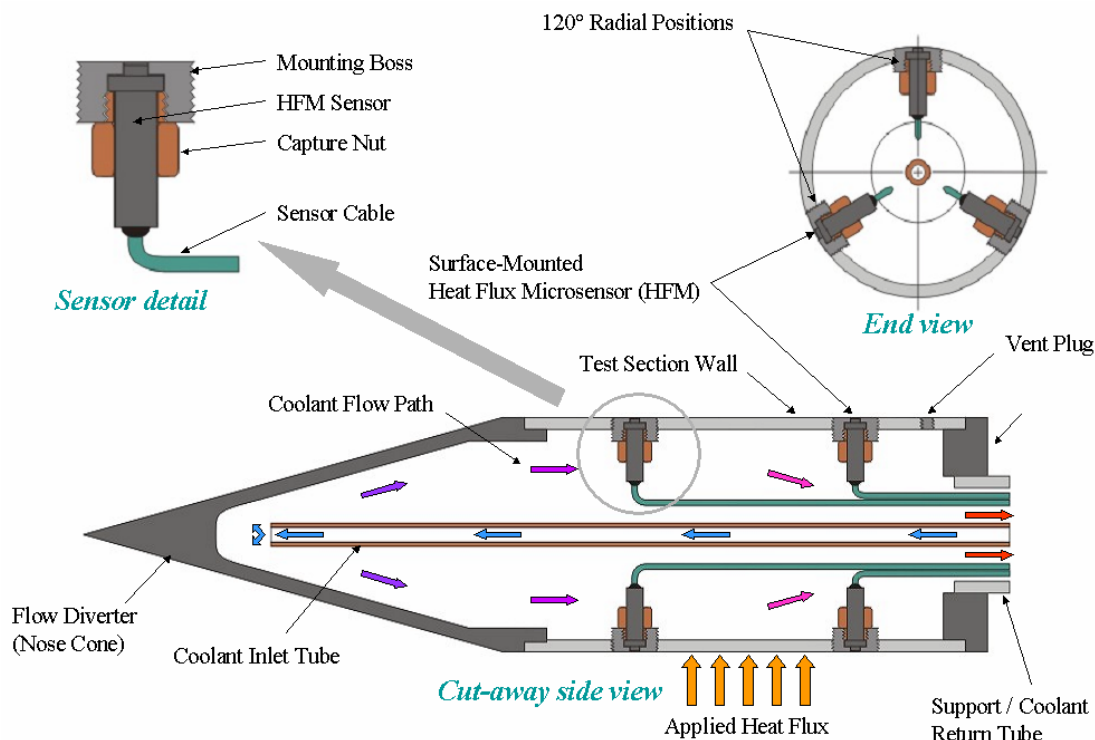 120° Radial Positions
Mounting Boss
HFM Sensor
Capture Nut
Sensor Cable
Sensor detail
Surface-Mounted
Heat Flux Microsensor (HFM)
End view
Vent Plug
Test Section Wall
Coolant Flow Path
Flow Diverter
(Nose Cone)
Coolant Inlet Tube
Cut-away side view
Applied Heat Flux
Support / Coolant
Return Tube